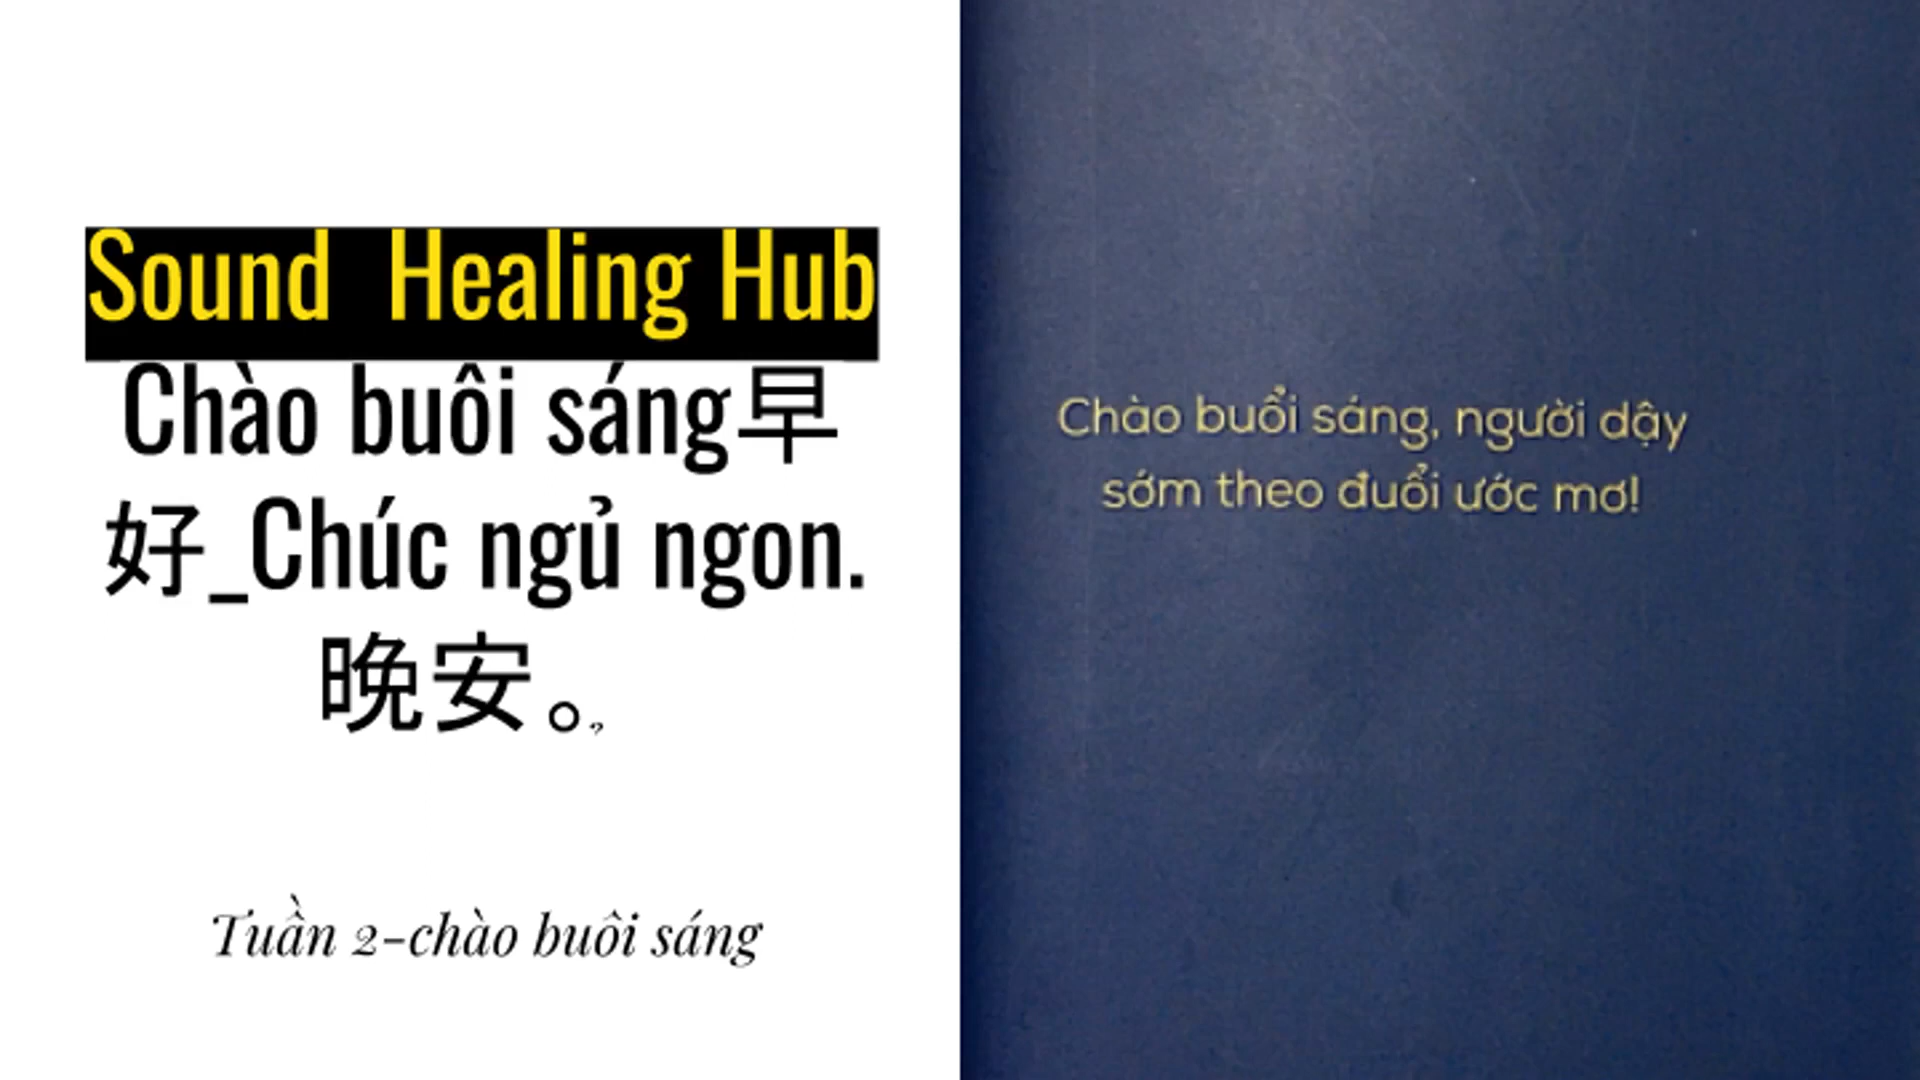 Sound  Healing Hub
Chào buôi sáng早
好_Chúc ngủ ngon.
晚安。?
Tuần 2-chào buôi sáng
Chào buổi sáng, người dậy
sớm theo đuổi ước mơ!